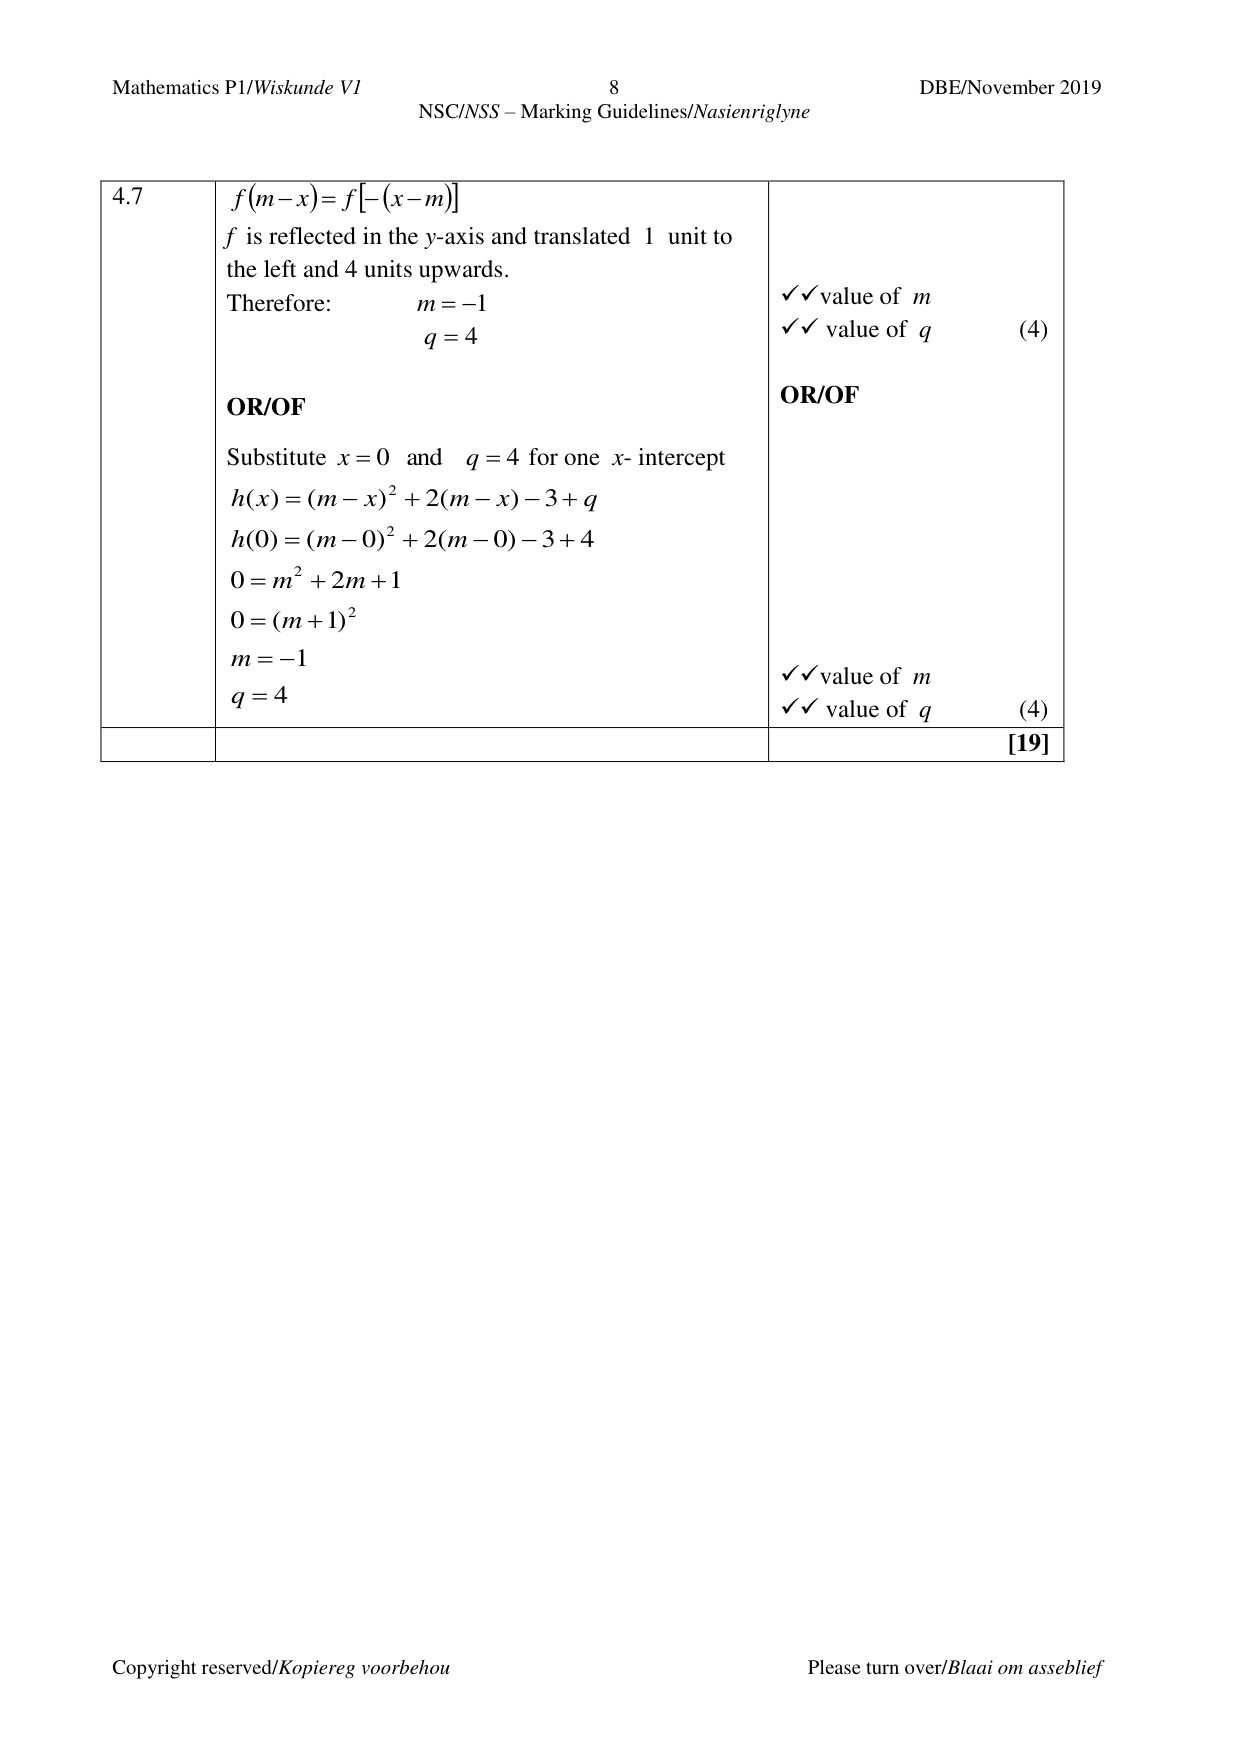 Mathematics P1/Wiskunde V1 8 DBE/November 2019
NSC/NSS – Marking Guidelines/Nasienriglyne
4.7
f(m – x) = f[–(x – m)]
f is reflected in the y-axis and translated 1 unit to
the left and 4 units upwards.
Therefore: m = –1
q = 4
✓✓value of m
✓✓ value of q (4)
OR/OF
OR/OF
Substitute x = 0 and q = 4 for one x- intercept
h(x) = (m – x)² + 2(m – x) – 3 + q
h(0) = (m – 0)² + 2(m – 0) – 3 + 4
0 = m² + 2m + 1
0 = (m + 1)²
m = –1
q = 4
✓✓value of m
✓✓ value of q (4)
[19]
Copyright reserved/Kopiereg voorbehou Please turn over/Blaai om asseblief